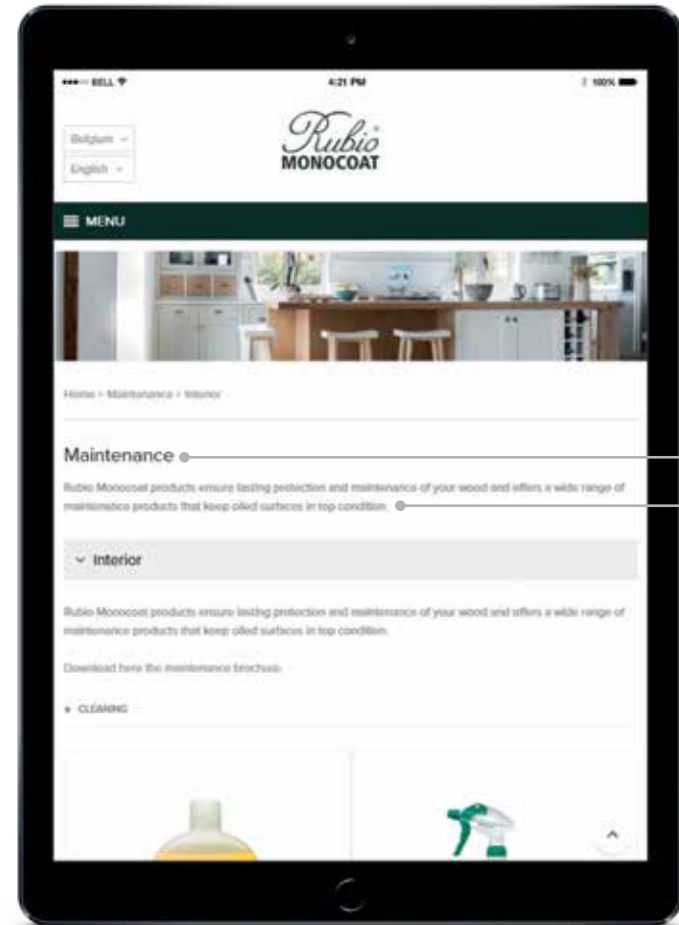 BELL
4:21 PM
100%
Belgium
English
Rubio
MONOCOAT
MENU
Home > Maintenance > Interior
Maintenance
Rubio Monocoat products ensure lasting protection and maintenance of your wood and offers a wide range of
maintenance products that keep oiled surfaces in top condition.
Interior
Rubio Monocoat products ensure lasting protection and maintenance of your wood and offers a wide range of
maintenance products that keep oiled surfaces in top condition.
Download here the maintenance brochure.
CLEANING